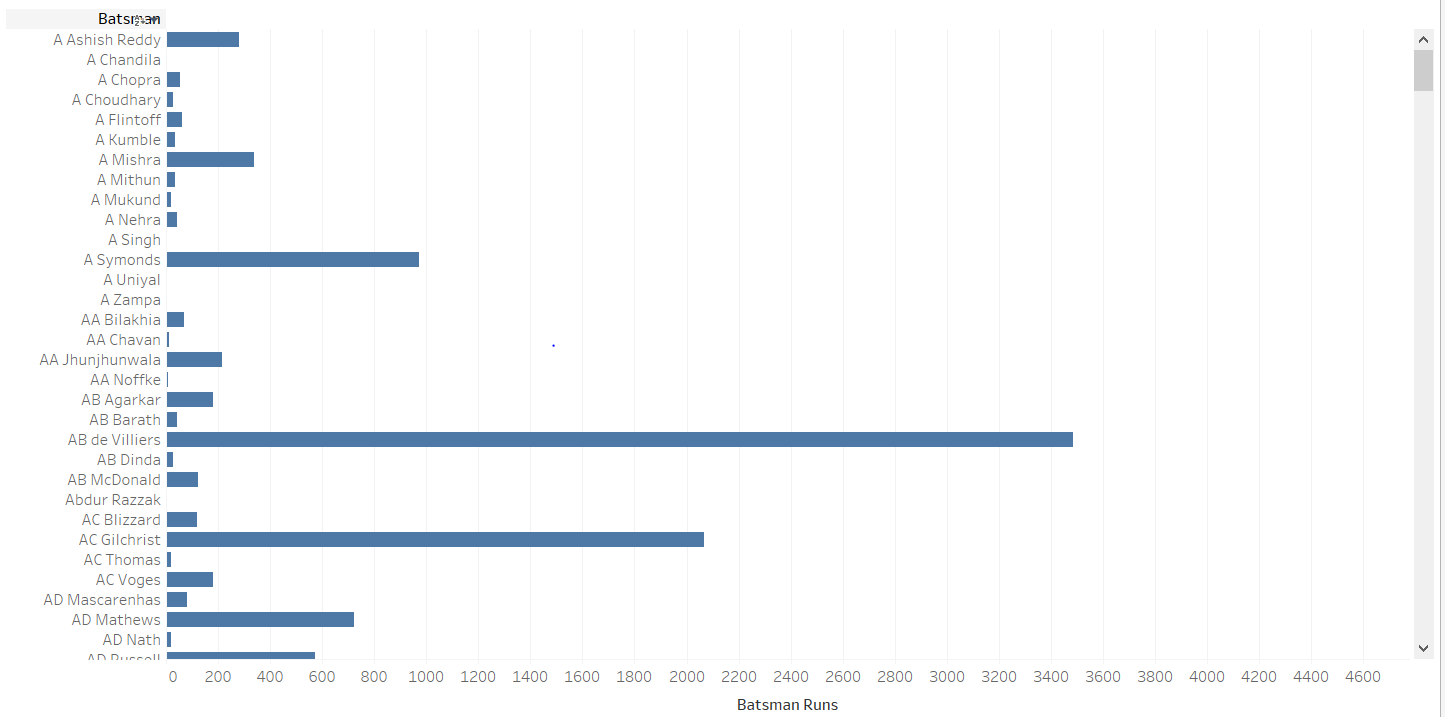 Batsman
A Ashish Reddy
A Chandila
A Chopra
A Choudhary
A Flintoff
A Kumble
A Mishra
A Mithun
A Mukund
A Nehra
A Singh
A Symonds
A Uniyal
A Zampa
AA Bilakhia
AA Chavan
AA Jhunjhunwala
AA Noffke
AB Agarkar
AB Barath
AB de Villiers
AB Dinda
AB McDonald
Abdur Razzak
AC Blizzard
AC Gilchrist
AC Thomas
AC Voges
AD Mascarenhas
AD Mathews
AD Nath
AD Russell
0 200 400 600 800 1000 1200 1400 1600 1800 2000 2200 2400 2600 2800 3000 3200 3400 3600 3800 4000 4200 4400 4600
Batsman Runs